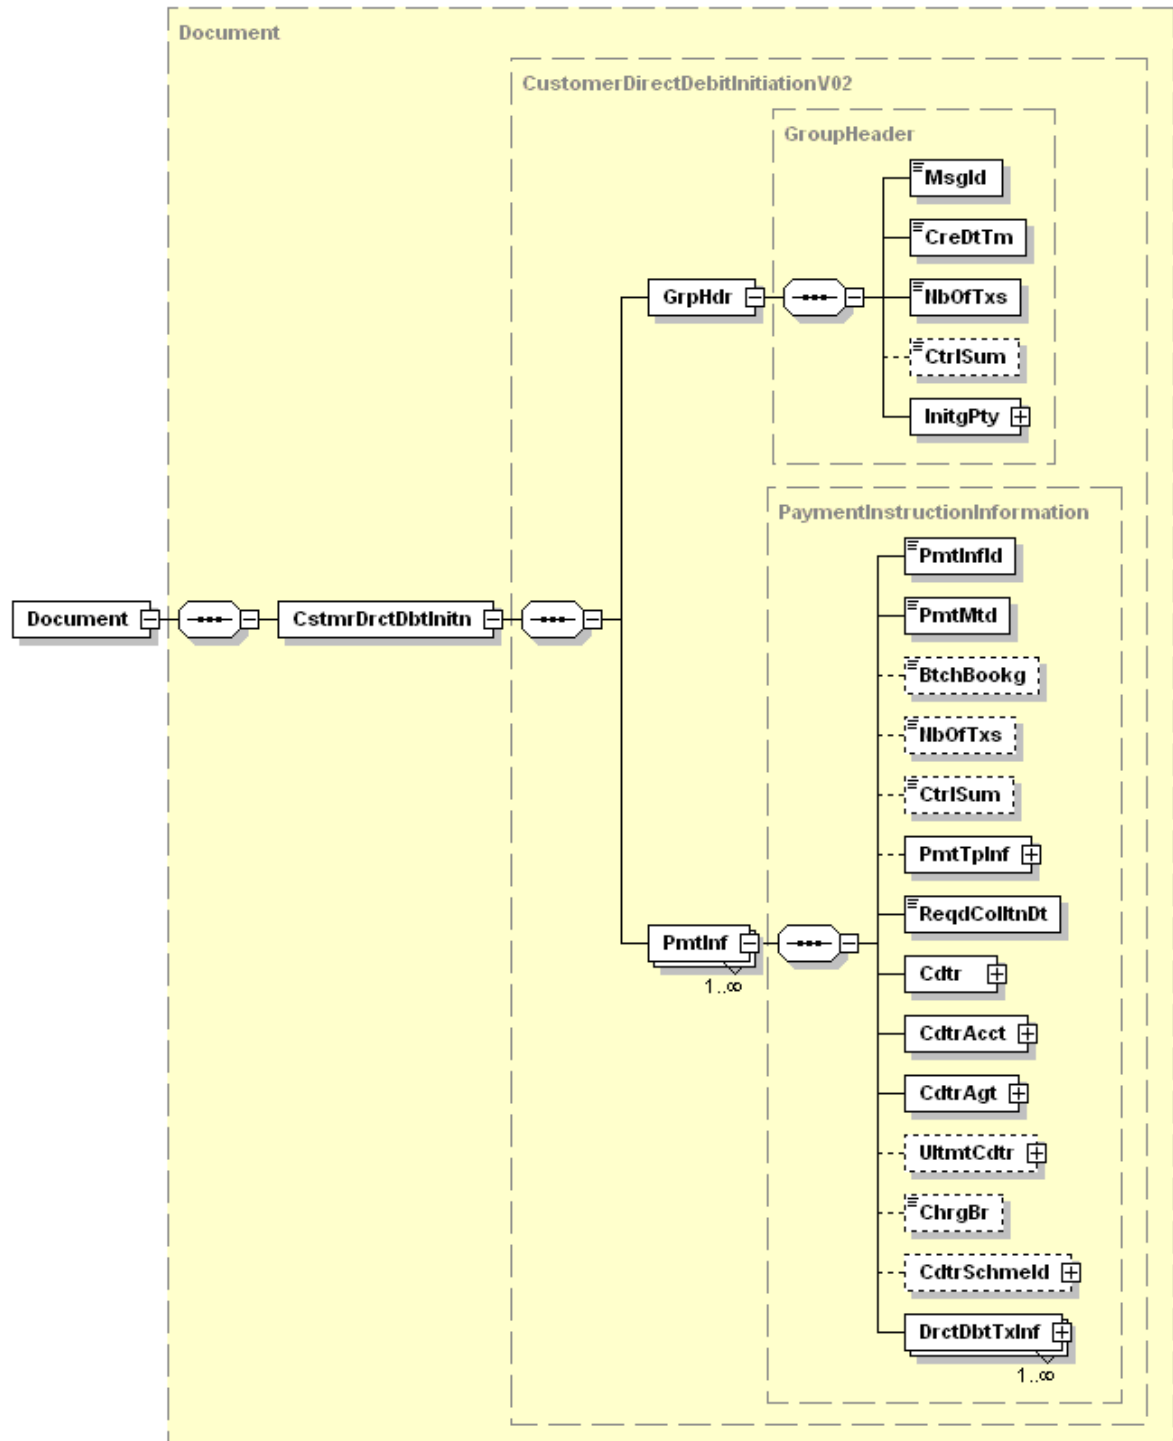 Document
CustomerDirectDebitInitiationV02
GroupHeader
MsgId
CreDtTm
GrpHdr
NbOfTxs
CtrlSum
InitgPty
PaymentInstructionInformation
PmtInfId
Document
CstmrDrctDbtInitn
PmtMtd
BtchBookg
NbOfTxs
CtrlSum
PmtTpInf
ReqdColltnDt
PmtInf
1..∞
Cdtr
CdtrAcct
CdtrAgt
UltmtCdtr
ChrgBr
CdtrSchmeId
DrctDbtTxInf
1..∞